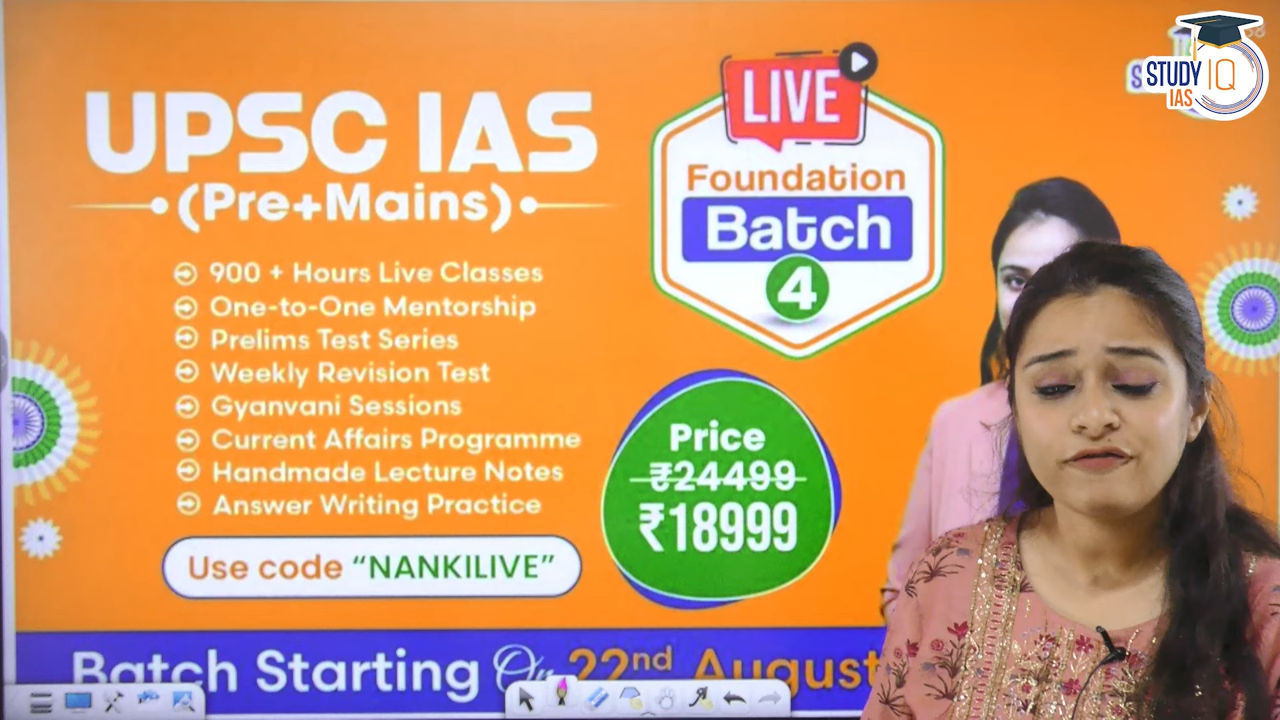 UPSC IAS
(Pre+Mains)
900 + Hours Live Classes
One-to-One Mentorship
Prelims Test Series
Weekly Revision Test
Gyanvani Sessions
Current Affairs Programme
Handmade Lecture Notes
Answer Writing Practice
Use code “NANKILIVE”
LIVE
Foundation
Batch
4
Price
₹24499
₹18999
Batch Starting On 22nd August
STUDY IQ
IAS